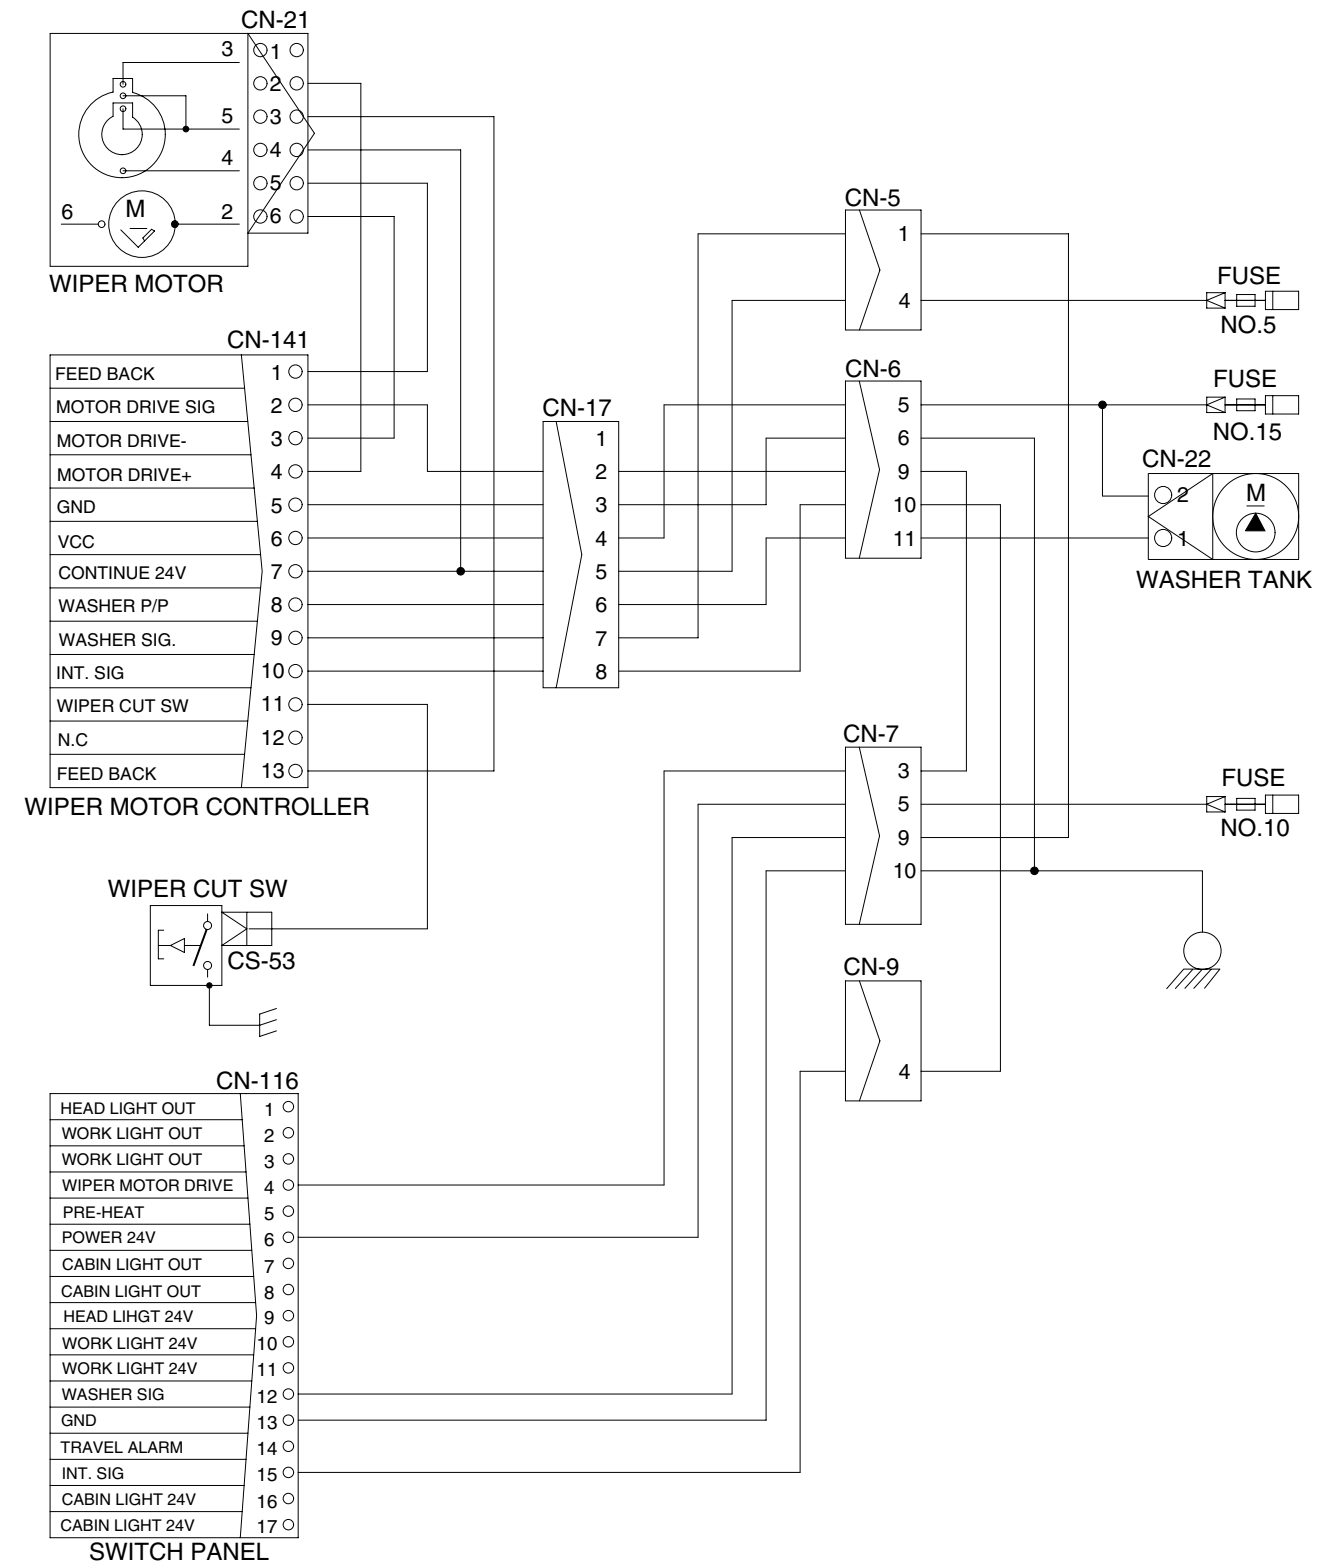 CN-21
3 1
2
5 3
4 4
5
6 M 2 6
WIPER MOTOR
CN-141
FEED BACK 1
MOTOR DRIVE SIG 2
MOTOR DRIVE- 3
MOTOR DRIVE+ 4
GND 5
VCC 6
CONTINUE 24V 7
WASHER P/P 8
WASHER SIG. 9
INT. SIG 10
WIPER CUT SW 11
N.C 12
FEED BACK 13
WIPER MOTOR CONTROLLER
WIPER CUT SW
CS-53
CN-116
HEAD LIGHT OUT 1
WORK LIGHT OUT 2
WORK LIGHT OUT 3
WIPER MOTOR DRIVE 4
PRE-HEAT 5
POWER 24V 6
CABIN LIGHT OUT 7
CABIN LIGHT OUT 8
HEAD LIHGT 24V 9
WORK LIGHT 24V 10
WORK LIGHT 24V 11
WASHER SIG 12
GND 13
TRAVEL ALARM 14
INT. SIG 15
CABIN LIGHT 24V 16
CABIN LIGHT 24V 17
SWITCH PANEL
CN-17
1
2
3
4
5
6
7
8
CN-5
1
4
CN-6
5
6
9
10
11
CN-7
3
5
9
10
CN-9
4
FUSE
NO.5
FUSE
NO.15
CN-22
2 M
1
WASHER TANK
FUSE
NO.10